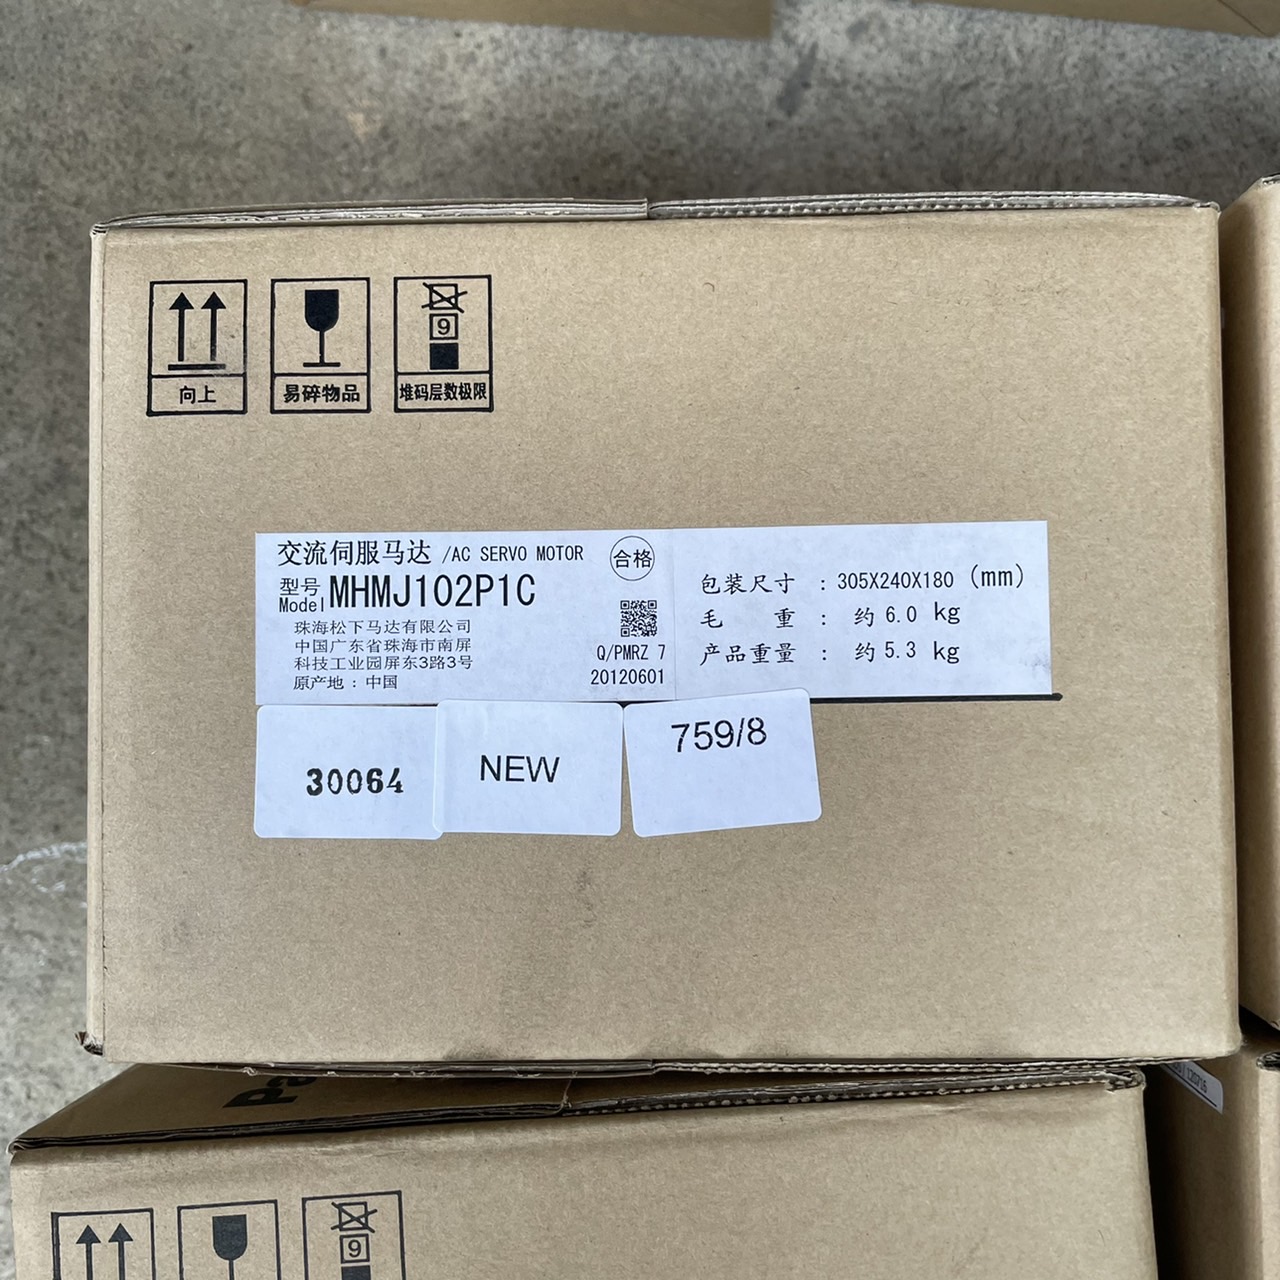 向上
易碎物品
9
堆码层数极限
交流伺服马达 /AC SERVO MOTOR
合格
型号
Model MHMJ102P1C
珠海松下马达有限公司
中国广东省珠海市南屏
科技工业园屏东3路3号
原产地 : 中国
Q/PMRZ 7
20120601
包装尺寸 : 305X240X180 (mm)
毛 重 : 约 6.0 kg
产品重量 : 约 5.3 kg
30064
NEW
759/8
Pa
120715
9